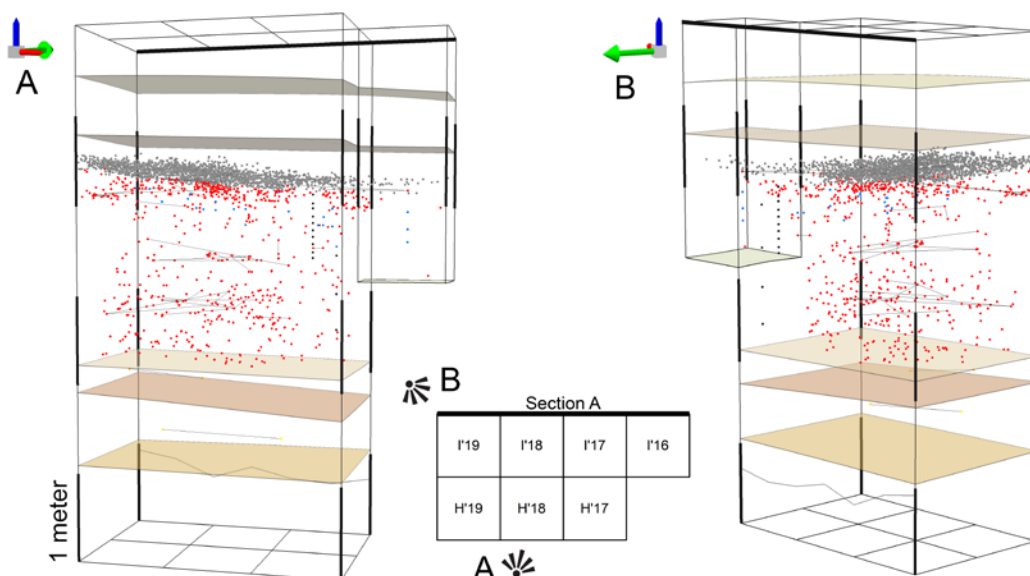 A
B
1 meter
B
Section A
I'19 I'18 I'17 I'16
H'19 H'18 H'17
A